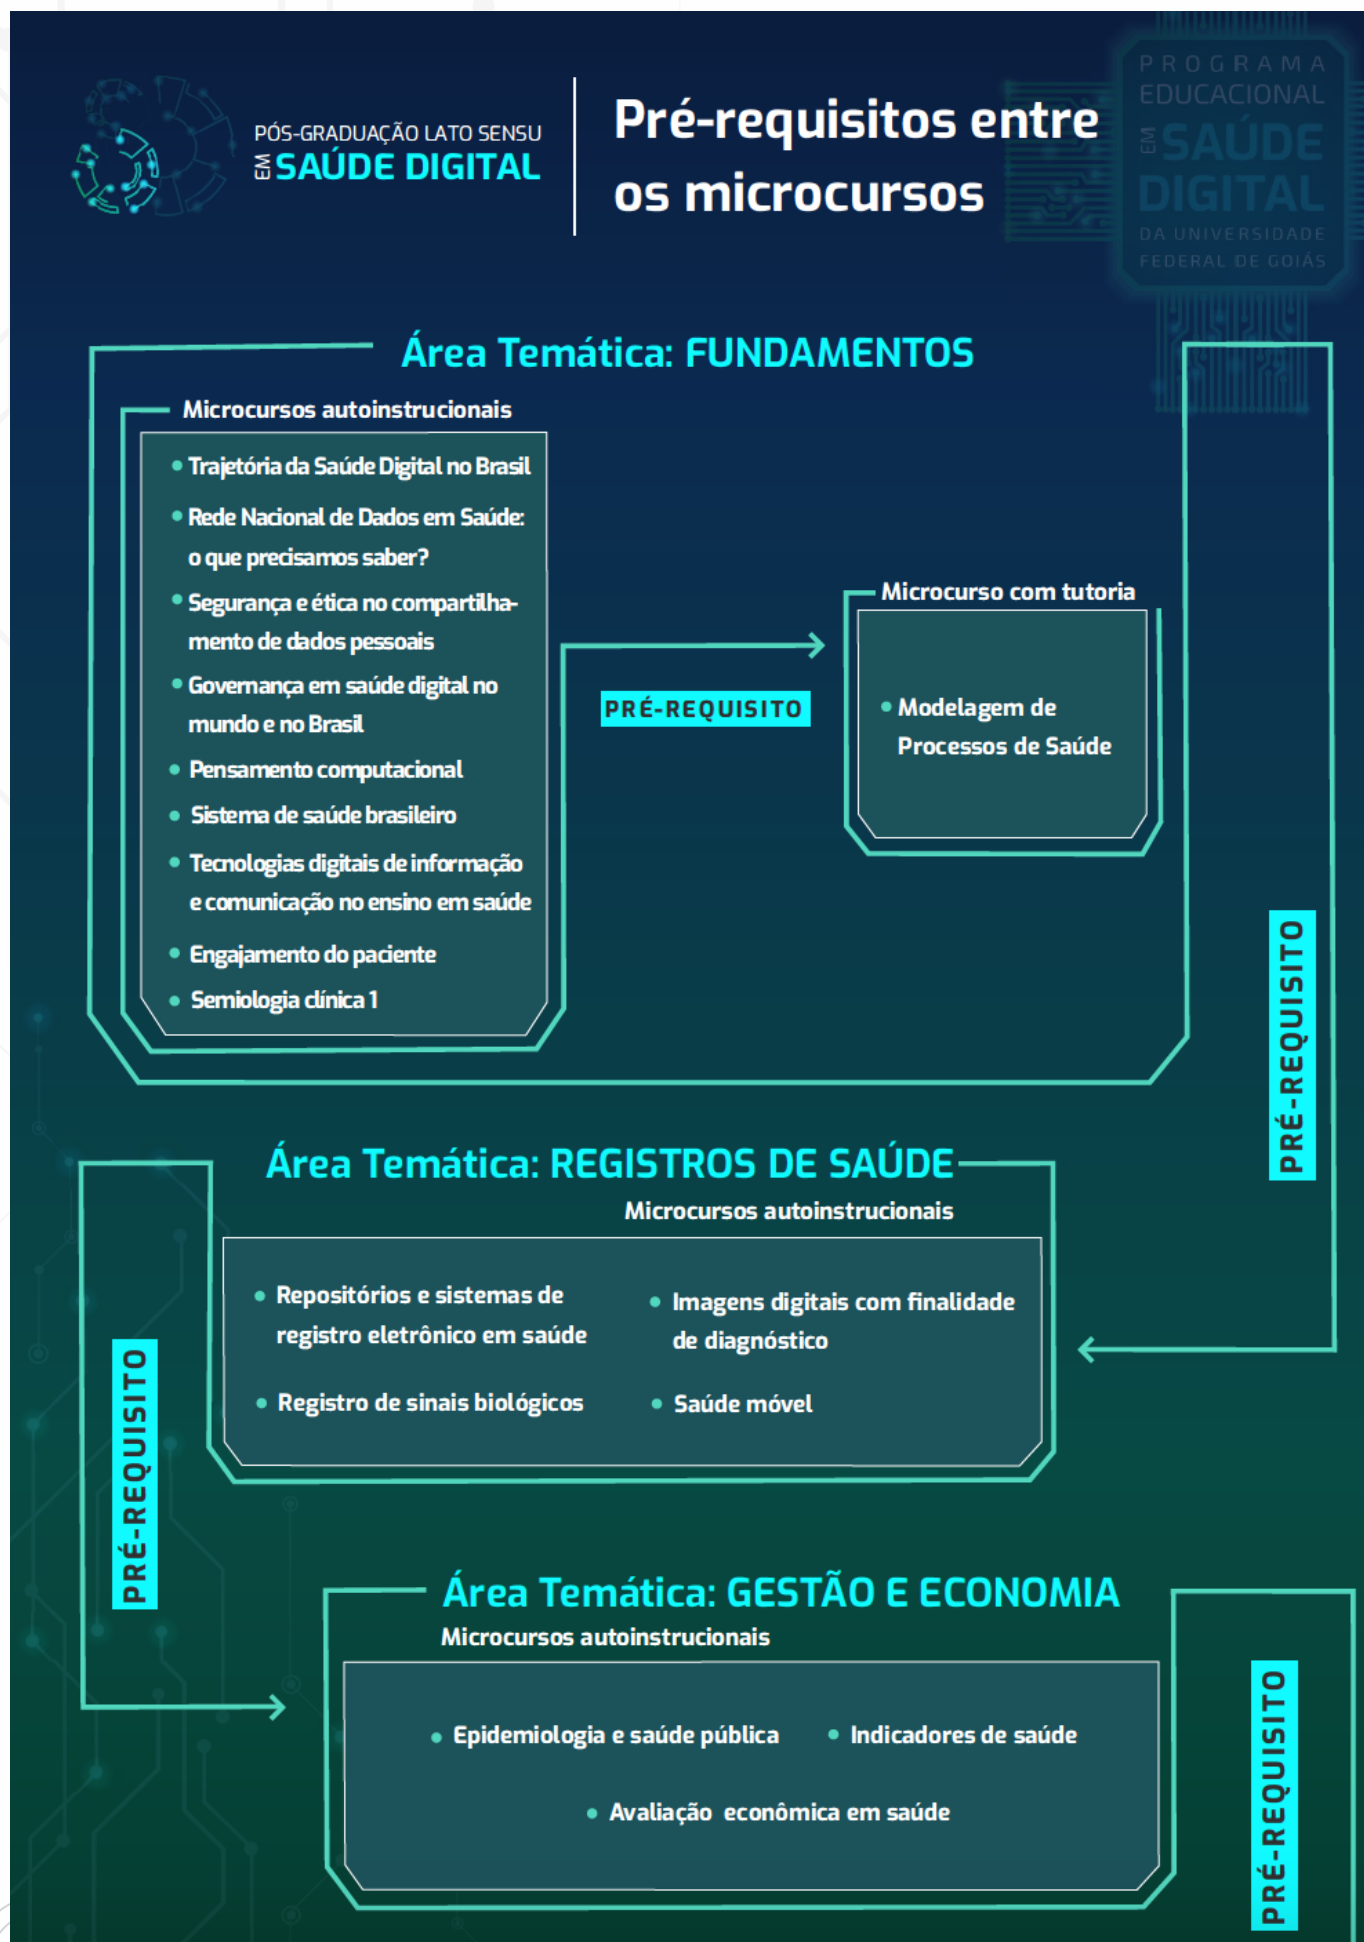 PÓS-GRADUAÇÃO LATO SENSU
EM SAÚDE DIGITAL
Pré-requisitos entre
os microcursos
PROGRAMA
EDUCACIONAL
EM SAÚDE
DIGITAL
DA UNIVERSIDADE
FEDERAL DE GOIÁS
Área Temática: FUNDAMENTOS
Microcursos autoinstrucionais
Trajetória da Saúde Digital no Brasil
Rede Nacional de Dados em Saúde:
o que precisamos saber?
Segurança e ética no compartilha-
mento de dados pessoais
Governança em saúde digital no
mundo e no Brasil
Pensamento computacional
Sistema de saúde brasileiro
Tecnologias digitais de informação
e comunicação no ensino em saúde
Engajamento do paciente
Semiologia clínica 1
PRÉ-REQUISITO
Microcurso com tutoria
Modelagem de
Processos de Saúde
PRÉ-REQUISITO
Área Temática: REGISTROS DE SAÚDE
Microcursos autoinstrucionais
Repositórios e sistemas de
registro eletrônico em saúde
Registro de sinais biológicos
Imagens digitais com finalidade
de diagnóstico
Saúde móvel
PRÉ-REQUISITO
Área Temática: GESTÃO E ECONOMIA
Microcursos autoinstrucionais
Epidemiologia e saúde pública
Indicadores de saúde
Avaliação econômica em saúde
PRÉ-REQUISITO